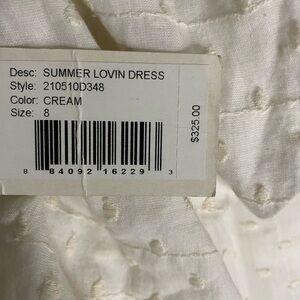 Desc: SUMMER LOVIN DRESS
Style: 210510D348
Color: CREAM
Size: 8
$325.00
8 84092 16229 3